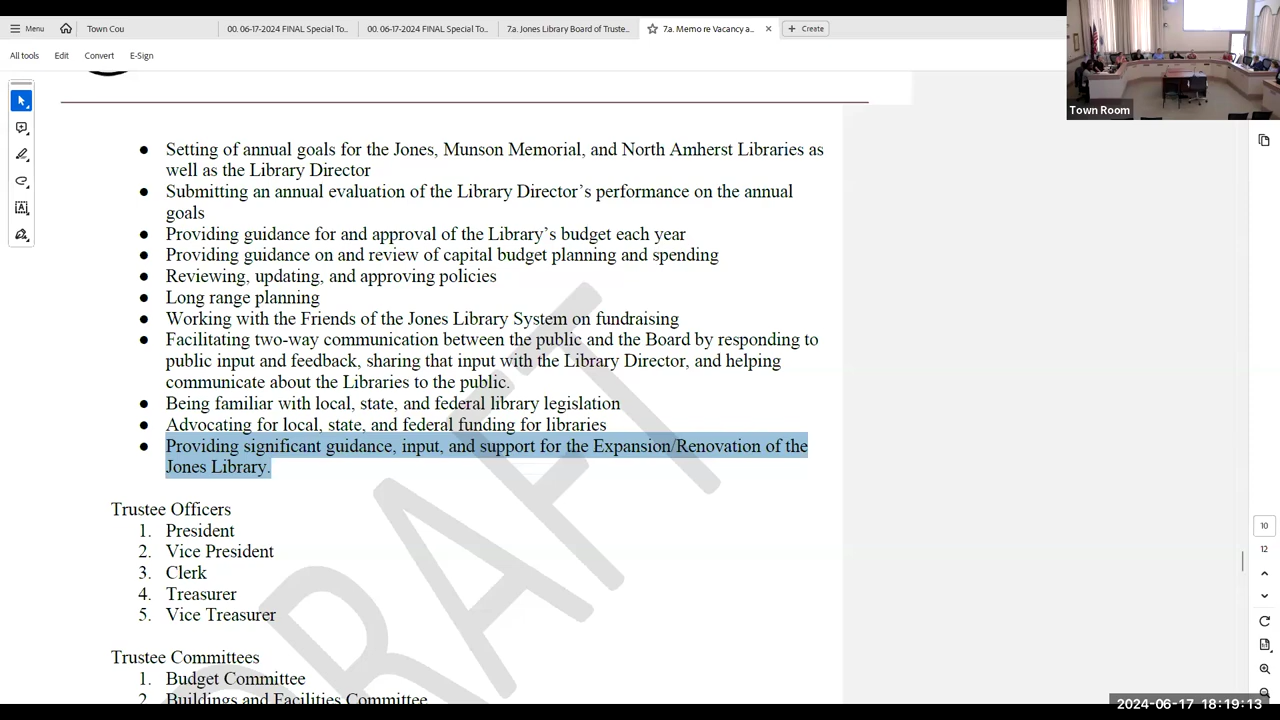 Menu
Town Cou
00. 06-17-2024 FINAL Special To...
00. 06-17-2024 FINAL Special To...
7.a. Jones Library Board of Truste...
7.a. Memo re Vacancy a...
Create
All tools
Edit
Convert
E-Sign
Town Room
● Setting of annual goals for the Jones, Munson Memorial, and North Amherst Libraries as
well as the Library Director
● Submitting an annual evaluation of the Library Director’s performance on the annual
goals
● Providing guidance for and approval of the Library’s budget each year
● Providing guidance on and review of capital budget planning and spending
● Reviewing, updating, and approving policies
● Long range planning
● Working with the Friends of the Jones Library System on fundraising
● Facilitating two-way communication between the public and the Board by responding to
public input and feedback, sharing that input with the Library Director, and helping
communicate about the Libraries to the public.
● Being familiar with local, state, and federal library legislation
● Advocating for local, state, and federal funding for libraries
● Providing significant guidance, input, and support for the Expansion/Renovation of the
Jones Library.
Trustee Officers
1. President
2. Vice President
3. Clerk
4. Treasurer
5. Vice Treasurer
Trustee Committees
1. Budget Committee
2. Buildings and Facilities Committee
DRAFT
10
12
2024-06-17 18:19:13